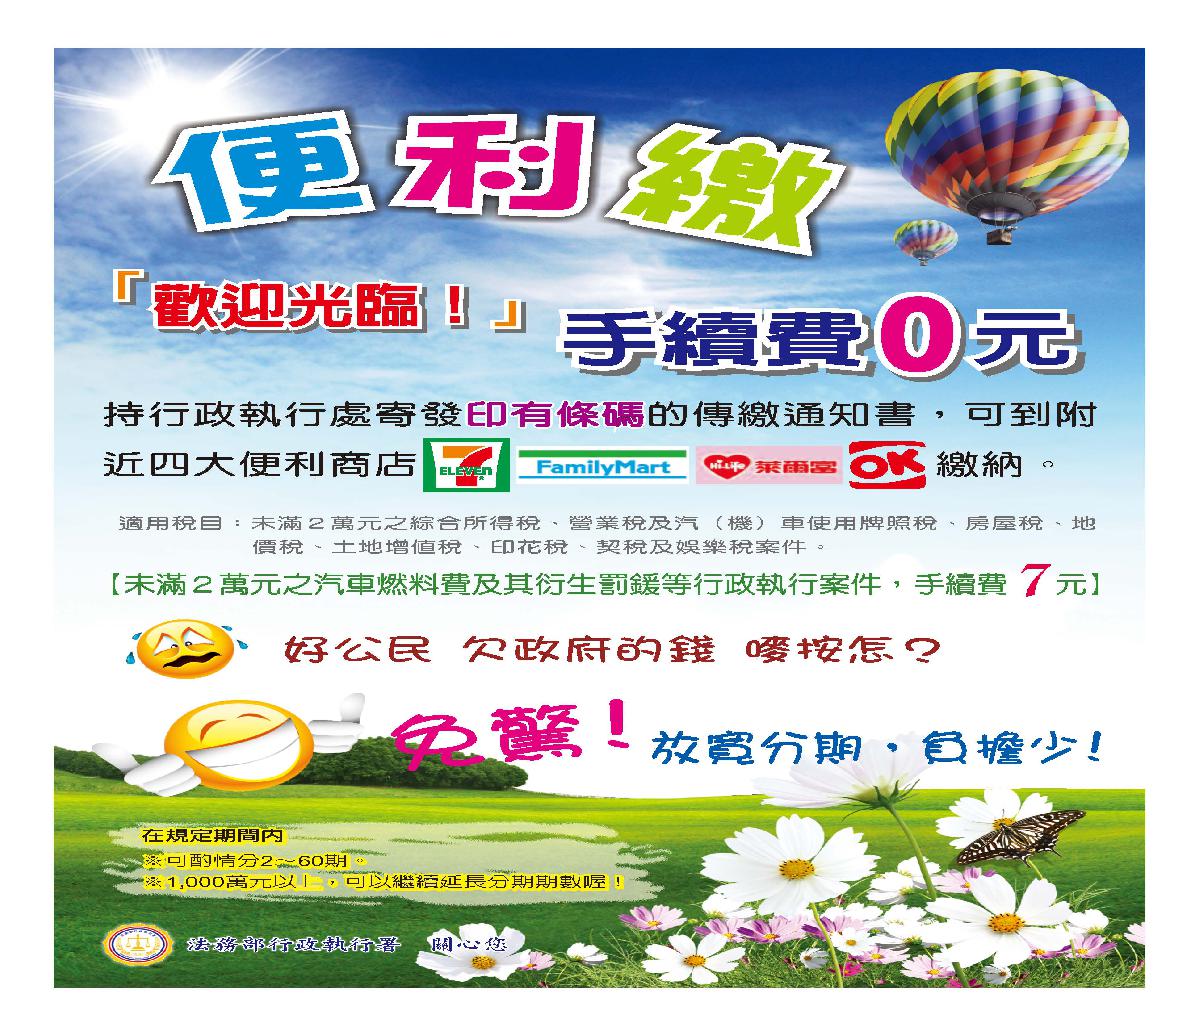 便利繳
「歡迎光臨！」
手續費0元
持行政執行處寄發印有條碼的傳繳通知書，可到附
近四大便利商店 7 ELEVEN FamilyMart Hi-Life 萊爾富 OK 繳納。
適用稅目：未滿2萬元之綜合所得稅、營業稅及汽（機）車使用牌照稅、房屋稅、地
價稅、土地增值稅、印花稅、契稅及娛樂稅案件。
【未滿2萬元之汽車燃料費及其衍生罰鍰等行政執行案件，手續費7元】
好公民 欠政府的錢 嘜按怎？
免驚！
放寬分期，負擔少！
在規定期間內
※可酌情分2～60期。
※1,000萬元以上，可以繼續延長分期期數喔！
法務部行政執行署 關心您